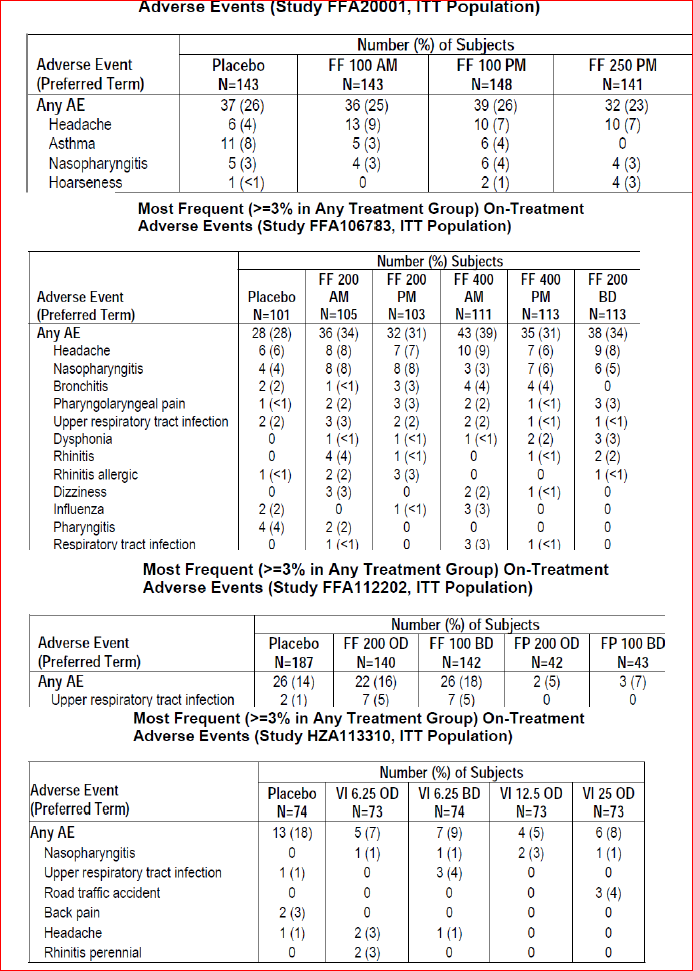 Adverse Events (Study FFA20001, ITT Population)
Number (%) of Subjects
Adverse Event Placebo FF 100 AM FF 100 PM FF 250 PM
(Preferred Term) N=143 N=143 N=148 N=141
Any AE 37 (26) 36 (25) 39 (26) 32 (23)
Headache 6 (4) 13 (9) 10 (7) 10 (7)
Asthma 11 (8) 5 (3) 6 (4) 0
Nasopharyngitis 5 (3) 4 (3) 6 (4) 4 (3)
Hoarseness 1 (<1) 0 2 (1) 4 (3)
Most Frequent (>=3% in Any Treatment Group) On-Treatment
Adverse Events (Study FFA106783, ITT Population)
Number (%) Subjects
FF 200 FF 200 FF 400 FF 400 FF 200
Adverse Event Placebo AM PM AM PM BD
(Preferred Term) N=101 N=105 N=103 N=111 N=113 N=113
Any AE 28 (28) 36 (34) 32 (31) 43 (39) 35 (31) 38 (34)
Headache 6 (6) 8 (8) 7 (7) 10 (9) 7 (6) 9 (8)
Nasopharyngitis 4 (4) 8 (8) 8 (8) 3 (3) 7 (6) 6 (5)
Bronchitis 2 (2) 1 (<1) 3 (3) 4 (4) 4 (4) 0
Pharyngolaryngeal pain 1 (<1) 2 (2) 3 (3) 2 (2) 1 (<1) 3 (3)
Upper respiratory tract infection 2 (2) 3 (3) 2 (2) 2 (2) 1 (<1) 1 (<1)
Dysphonia 0 1 (<1) 1 (<1) 1 (<1) 2 (2) 3 (3)
Rhinitis 0 4 (4) 1 (<1) 0 1 (<1) 2 (2)
Rhinitis allergic 1 (<1) 2 (2) 3 (3) 0 0 1 (<1)
Dizziness 0 3 (3) 0 2 (2) 1 (<1) 0
Influenza 2 (2) 0 1 (<1) 3 (3) 0 0
Pharyngitis 4 (4) 2 (2) 0 0 0 0
Respiratory tract infection 0 1 (<1) 0 3 (3) 1 (<1) 0
Most Frequent (>=3% in Any Treatment Group) On-Treatment
Adverse Events (Study FFA112202, ITT Population)
Number (%) of Subjects
Adverse Event Placebo FF 200 OD FF 100 BD FP 200 OD FP 100 BD
(Preferred Term) N=187 N=140 N=142 N=42 N=43
Any AE 26 (14) 22 (16) 26 (18) 2 (5) 3 (7)
Upper respiratory tract infection 2 (1) 7 (5) 7 (5) 0 0
Most Frequent (>=3% in Any Treatment Group) On-Treatment
Adverse Events (Study HZA113310, ITT Population)
Number (%) of Subjects
Adverse Event Placebo VI 6.25 OD VI 6.25 BD VI 12.5 OD VI 25 OD
(Preferred Term) N=74 N=73 N=74 N=73 N=73
Any AE 13 (18) 5 (7) 7 (9) 4 (5) 6 (8)
Nasopharyngitis 0 1 (1) 1 (1) 2 (3) 1 (1)
Upper respiratory tract infection 1 (1) 0 3 (4) 0 0
Road traffic accident 0 0 0 0 3 (4)
Back pain 2 (3) 0 0 0 0
Headache 1 (1) 2 (3) 1 (1) 0 0
Rhinitis perennial 0 2 (3) 0 0 0